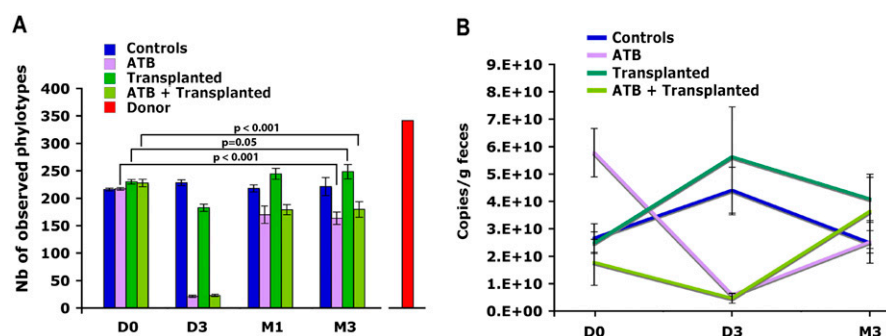 A
Controls
ATB
Transplanted
ATB + Transplanted
Donor
Nb of observed phylotypes
400
350
300
250
200
150
100
50
0
p < 0.001
p=0.05
p < 0.001
D0 D3 M1 M3
B
Controls
ATB
Transplanted
ATB + Transplanted
Copies/g feces
9.E+10
8.E+10
7.E+10
6.E+10
5.E+10
4.E+10
3.E+10
2.E+10
1.E+10
0.E+00
D0 D3 M3